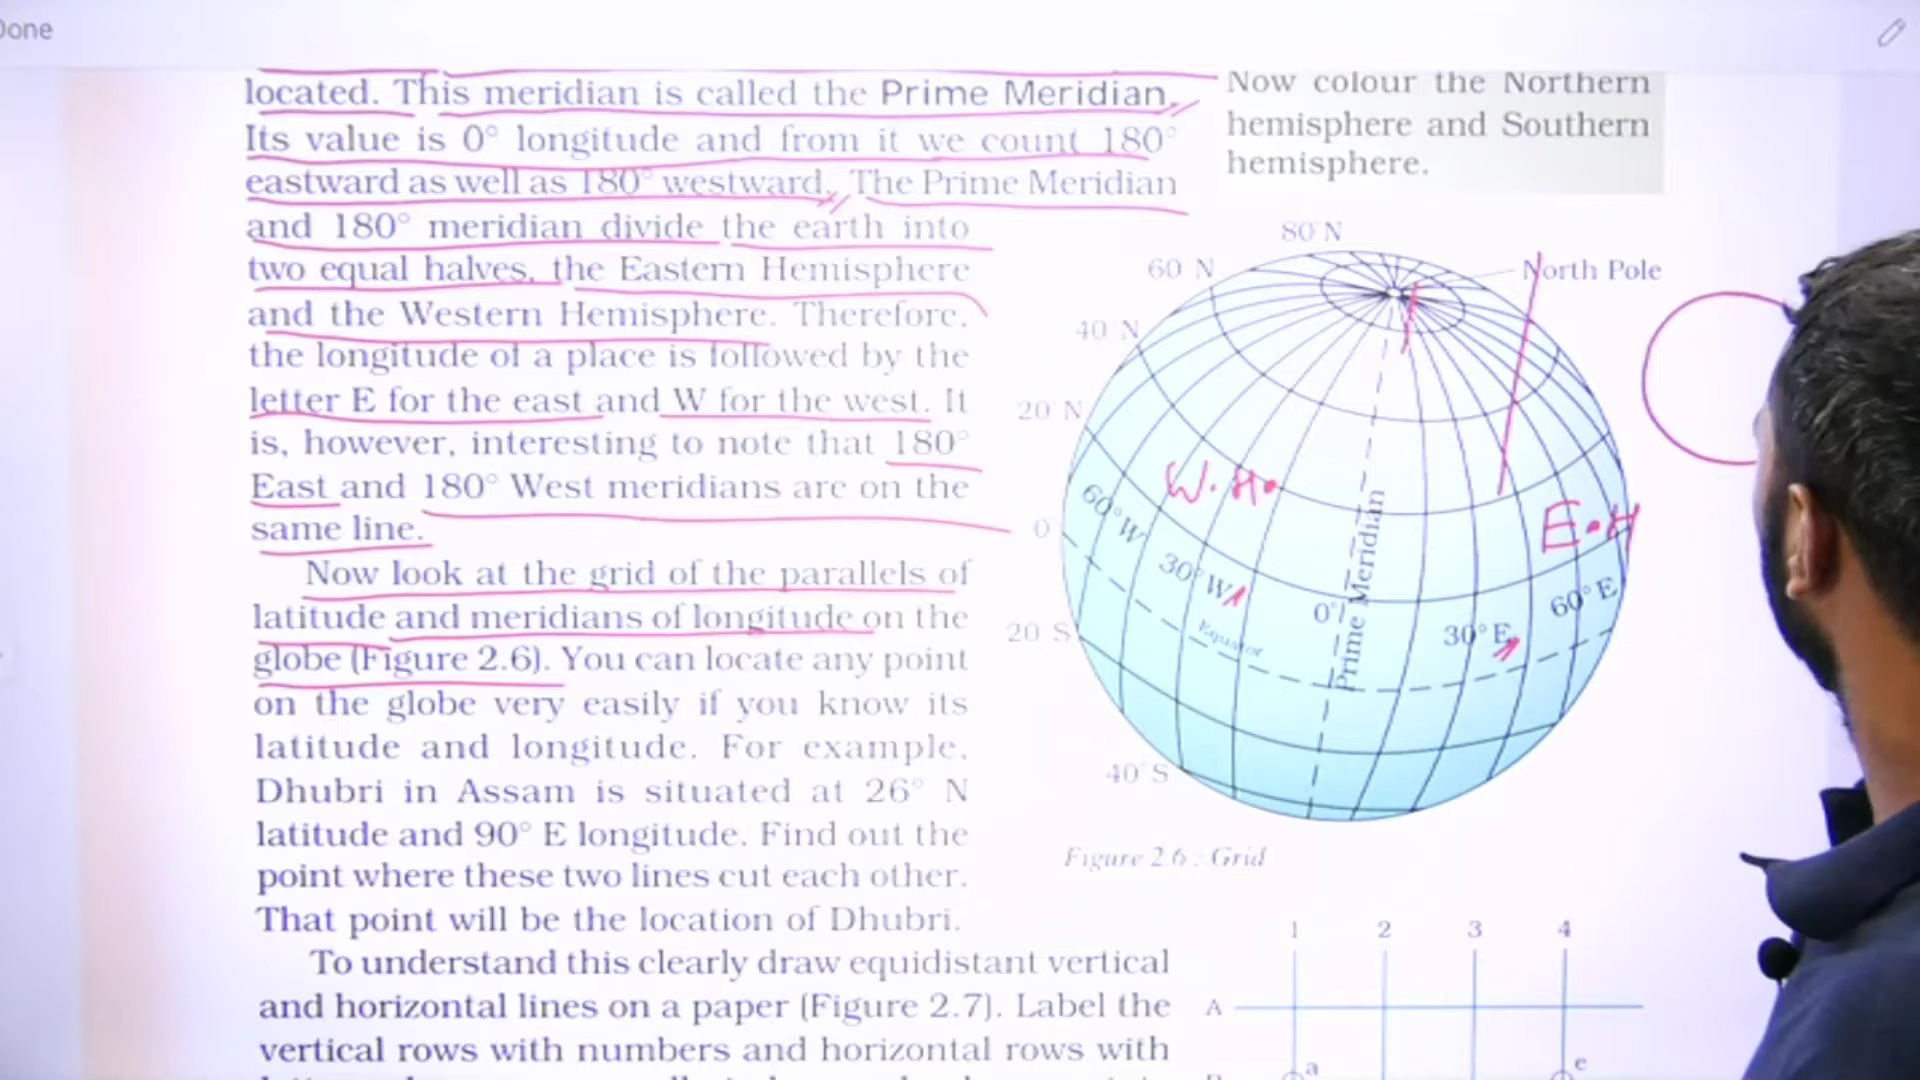 Done
located. This meridian is called the Prime Meridian.
Its value is 0° longitude and from it we count 180°
eastward as well as 180° westward. The Prime Meridian
and 180° meridian divide the earth into
two equal halves, the Eastern Hemisphere
and the Western Hemisphere. Therefore,
the longitude of a place is followed by the
letter E for the east and W for the west. It
is, however, interesting to note that 180°
East and 180° West meridians are on the
same line.
Now look at the grid of the parallels of
latitude and meridians of longitude on the
globe (Figure 2.6). You can locate any point
on the globe very easily if you know its
latitude and longitude. For example,
Dhubri in Assam is situated at 26° N
latitude and 90° E longitude. Find out the
point where these two lines cut each other.
That point will be the location of Dhubri.
To understand this clearly draw equidistant vertical
and horizontal lines on a paper (Figure 2.7). Label the
vertical rows with numbers and horizontal rows with
Now colour the Northern
hemisphere and Southern
hemisphere.
80°N
60°N
North Pole
40°N
20°N
W.H.
E.H
0°
60°W
30°W
0°
Prime Meridian
30°E
60°E
Equator
20°S
40°S
Figure 2.6 : Grid
1 2 3 4
A
a
e